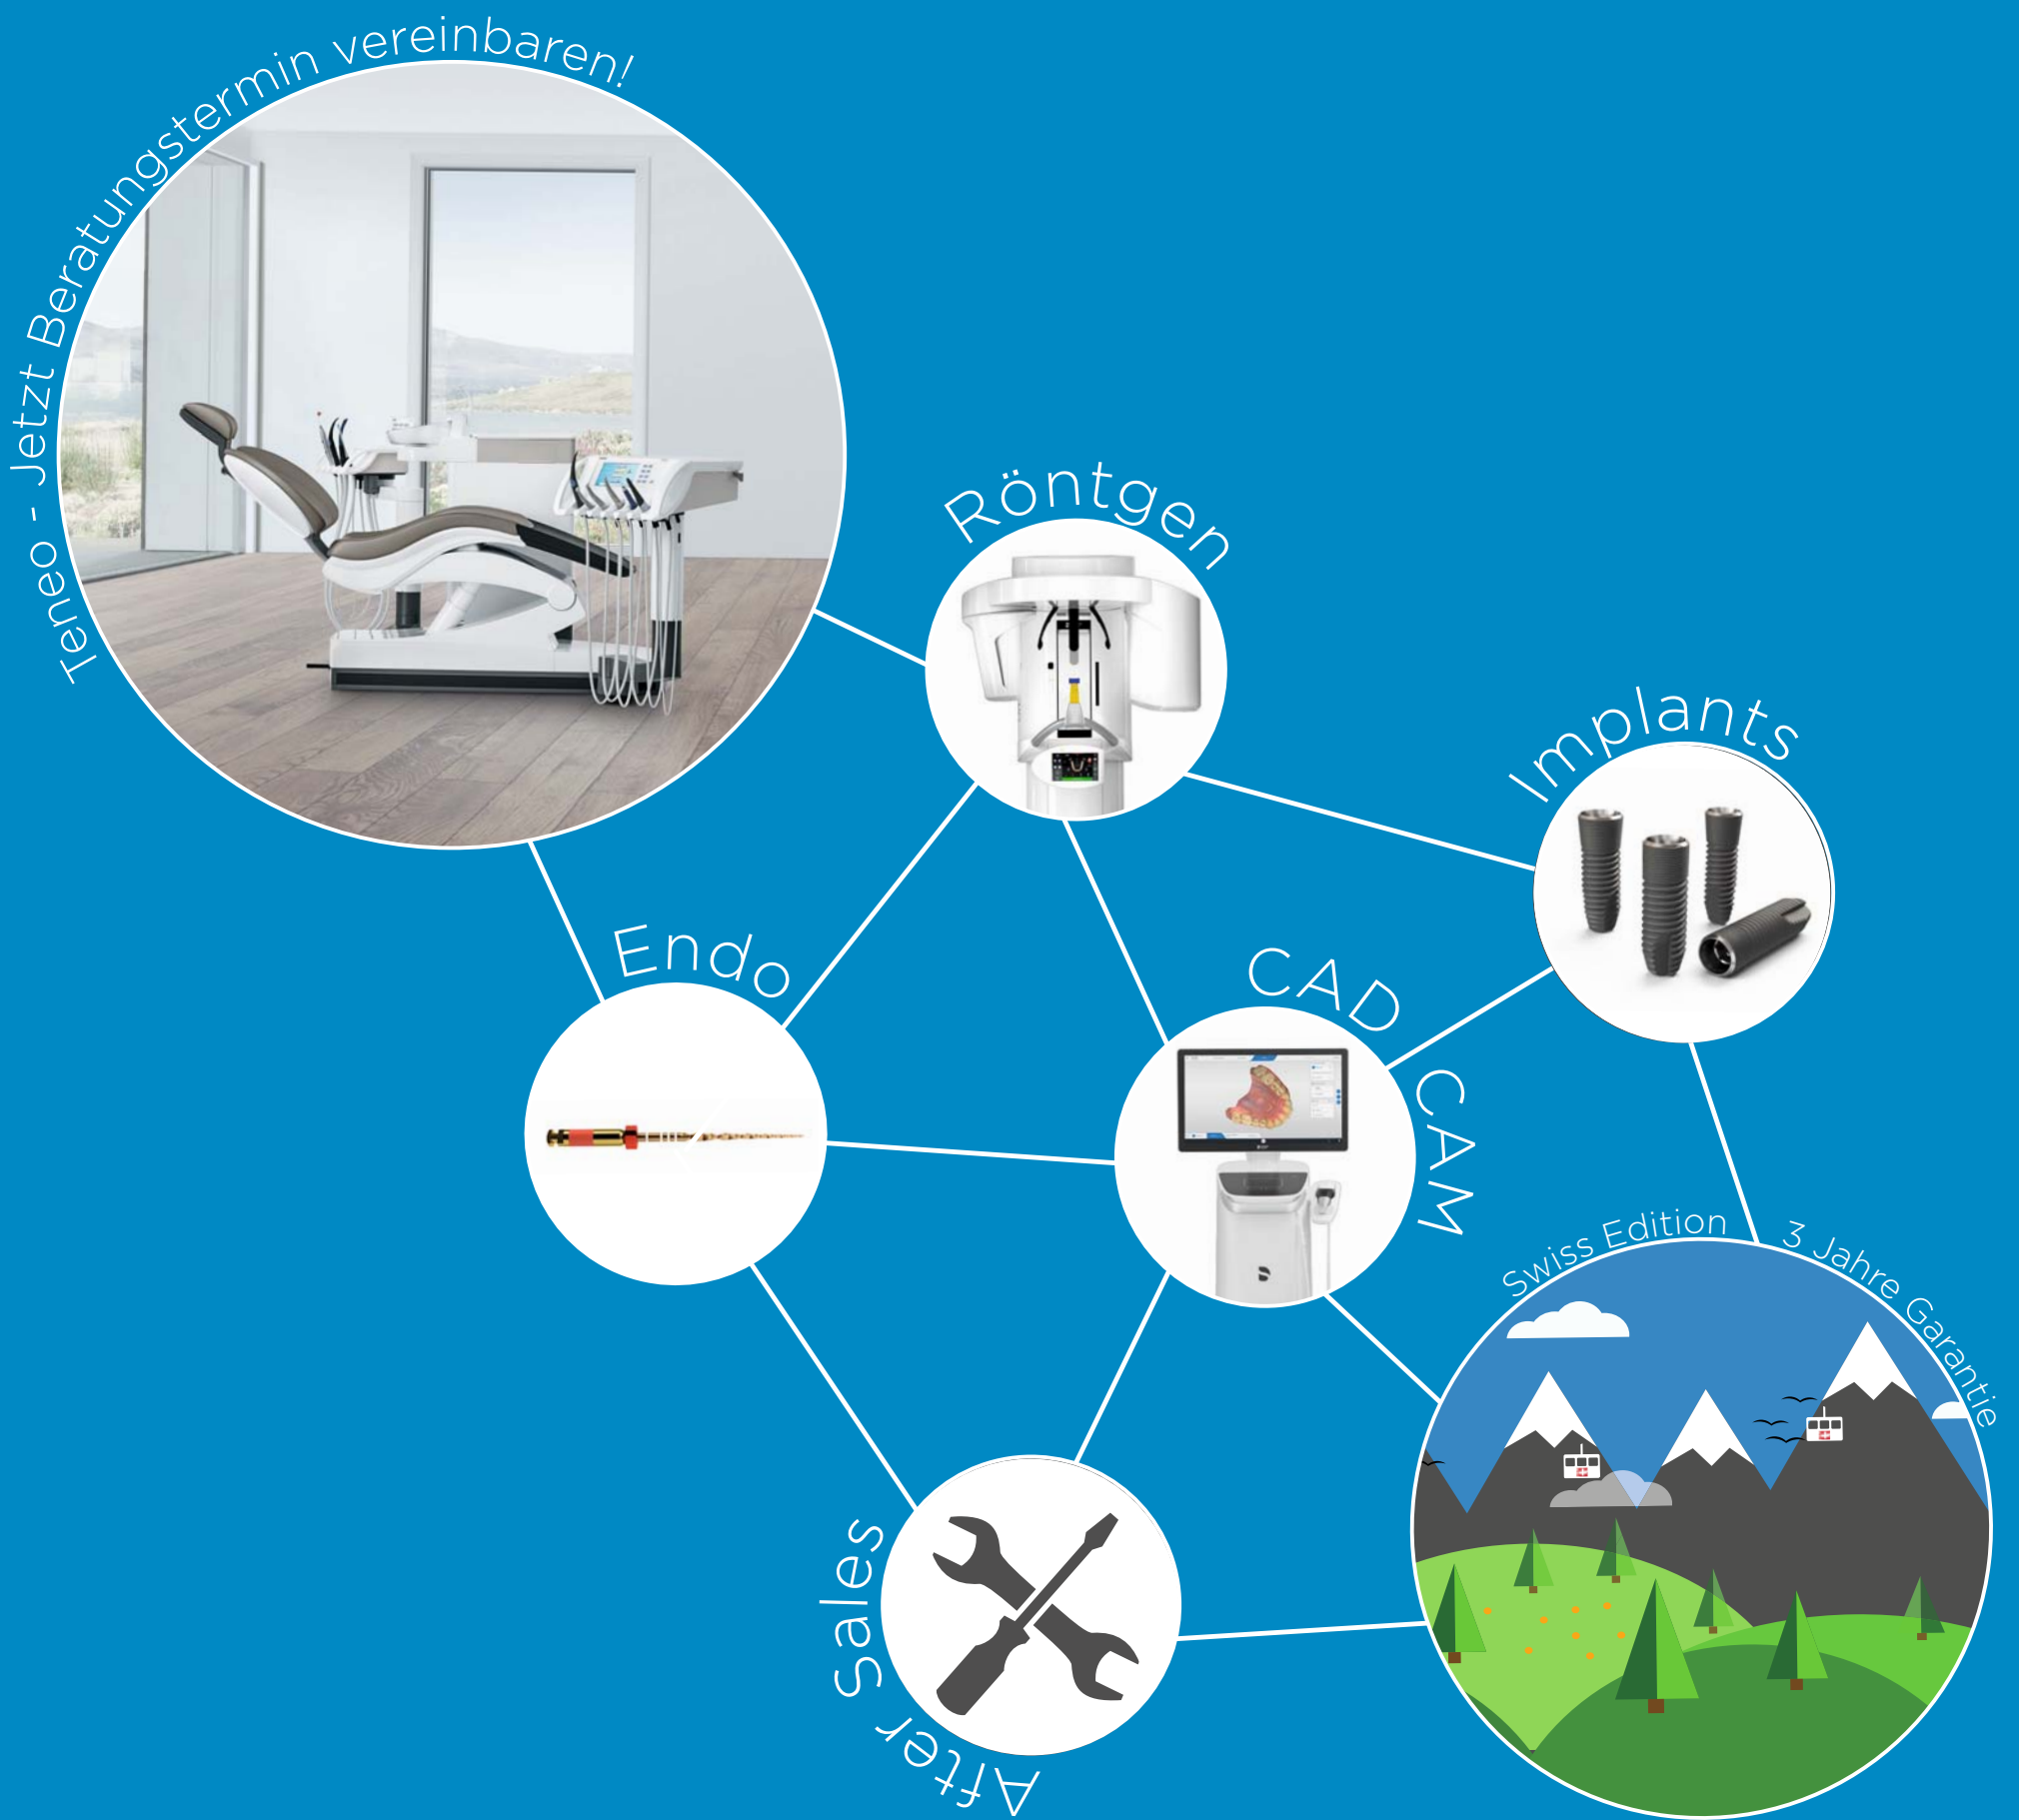 Teneo - Jetzt Beratungstermin vereinbaren!
Röntgen
Implants
Endo
CAD CAM
Swiss Edition 3 Jahre Garantie
After Sales